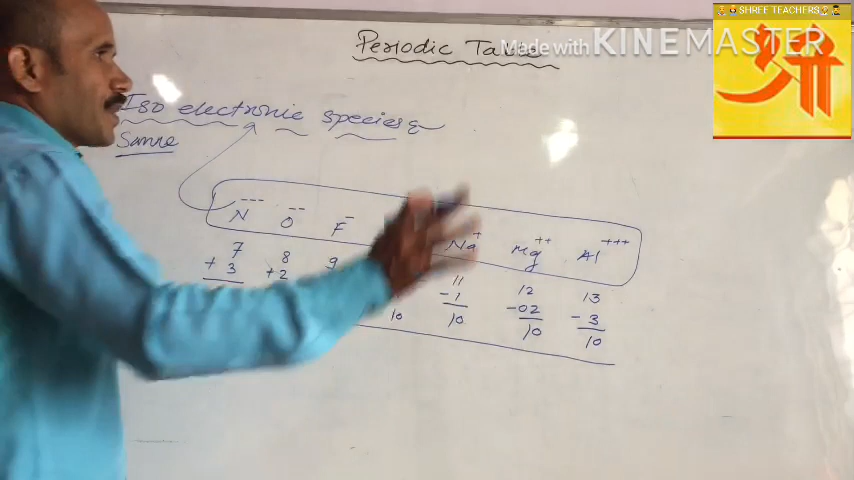 SHREE TEACHERS
Made with KINEMASTER
श्री
Periodic Table
Iso electronic species
Same
N--- O-- F- Na+ Mg++ Al+++
7 8 9 11 12 13
+3 +2 -1 -02 -3
10 10 10 10